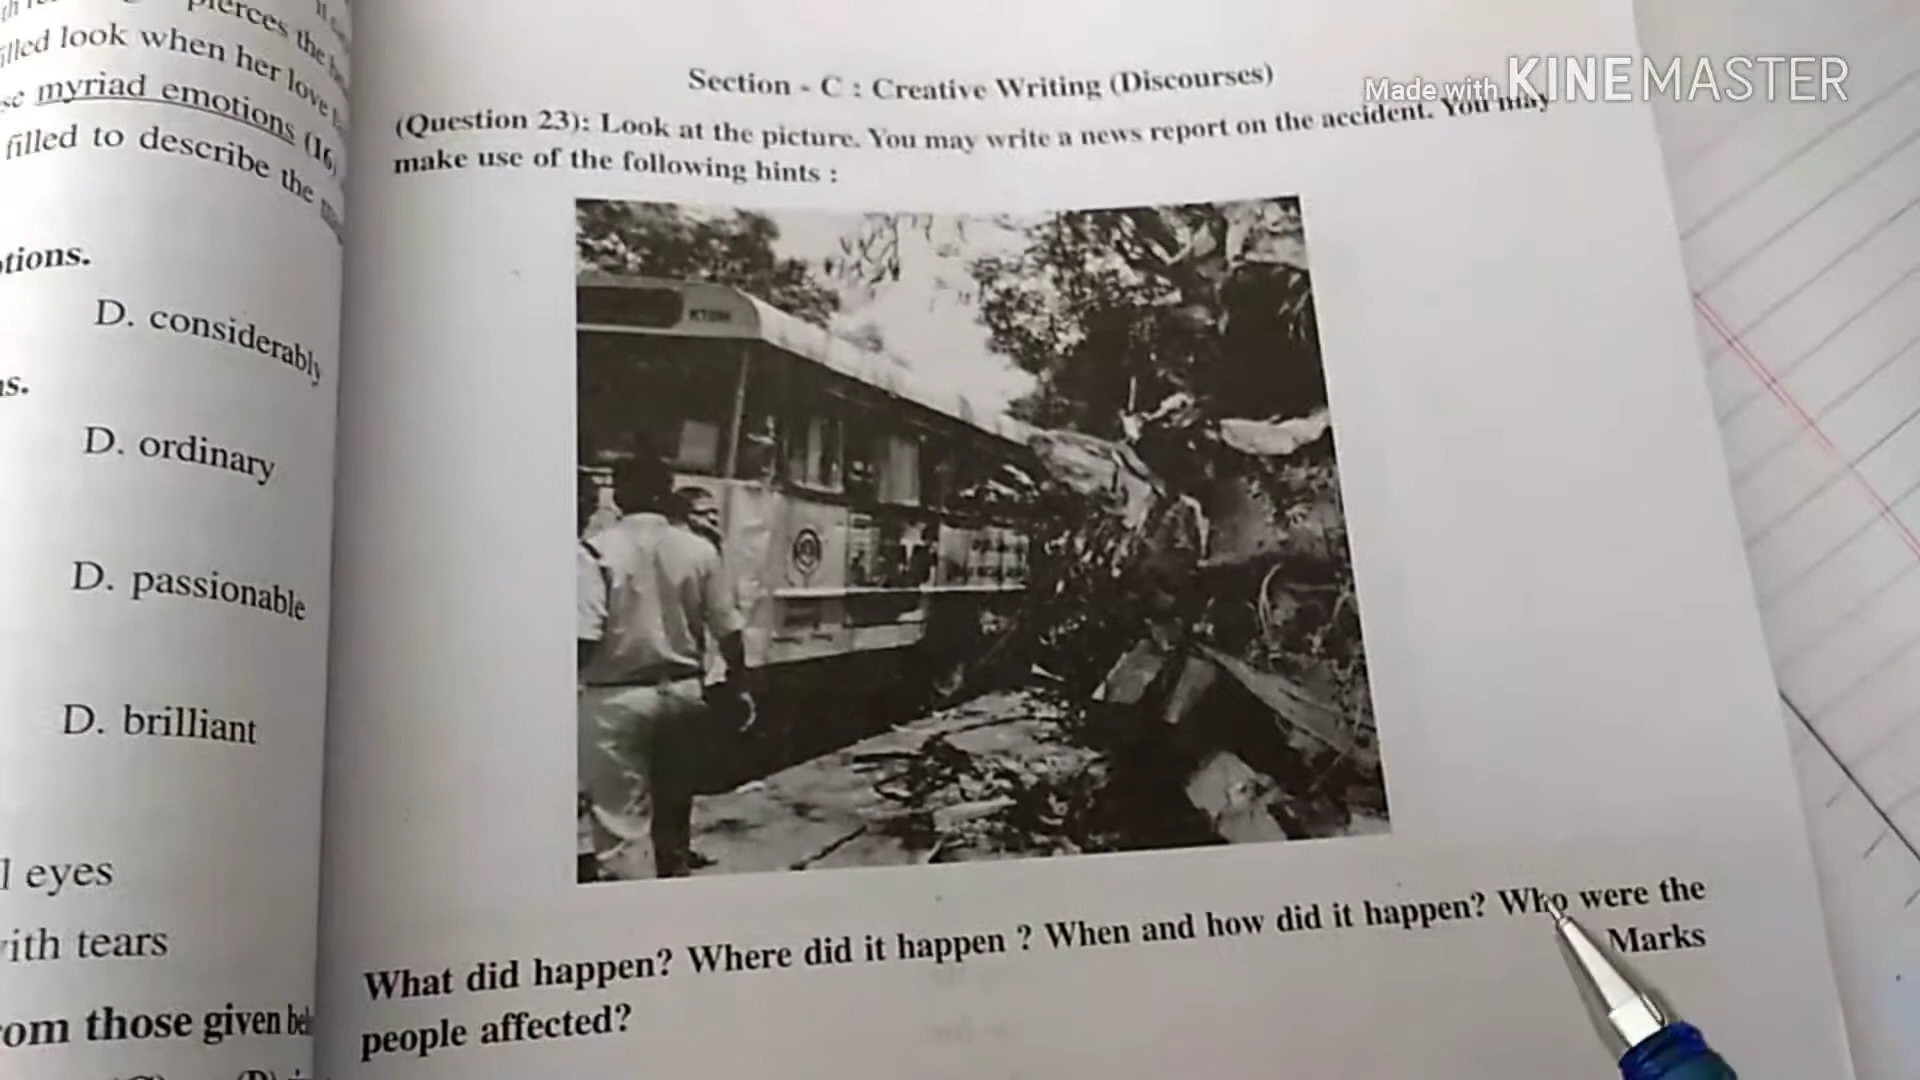 pierces the
illed look when her love
se myriad emotions (16,
filled to describe the
tions.
D. considerably
s.
D. ordinary
D. passionable
D. brilliant
l eyes
ith tears
om those given
Made with KINEMASTER
Section - C : Creative Writing (Discourses)
(Question 23): Look at the picture. You may write a news report on the accident. You may
make use of the following hints :
What did happen? Where did it happen ? When and how did it happen? Who were the
people affected?
Marks